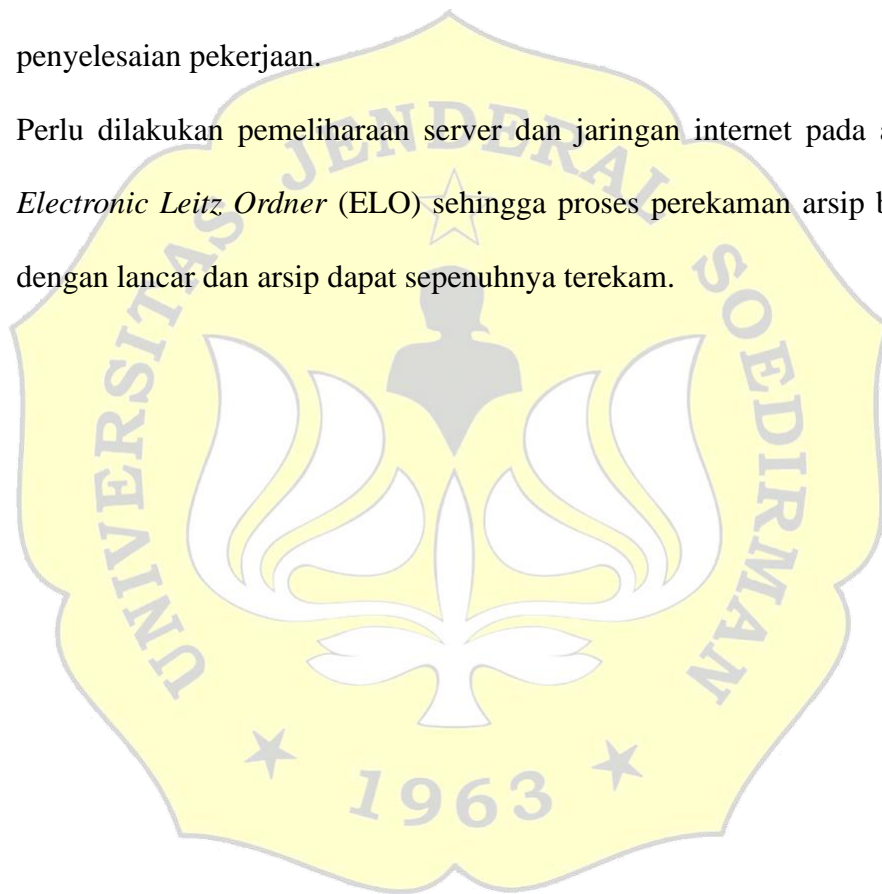 penyelesaian pekerjaan.
Perlu dilakukan pemeliharaan server dan jaringan internet pada
Electronic Leitz Ordner (ELO) sehingga proses perekaman arsip
dengan lancar dan arsip dapat sepenuhnya terekam.
UNIVERSITAS JENDERAL SOEDIRMAN
1963